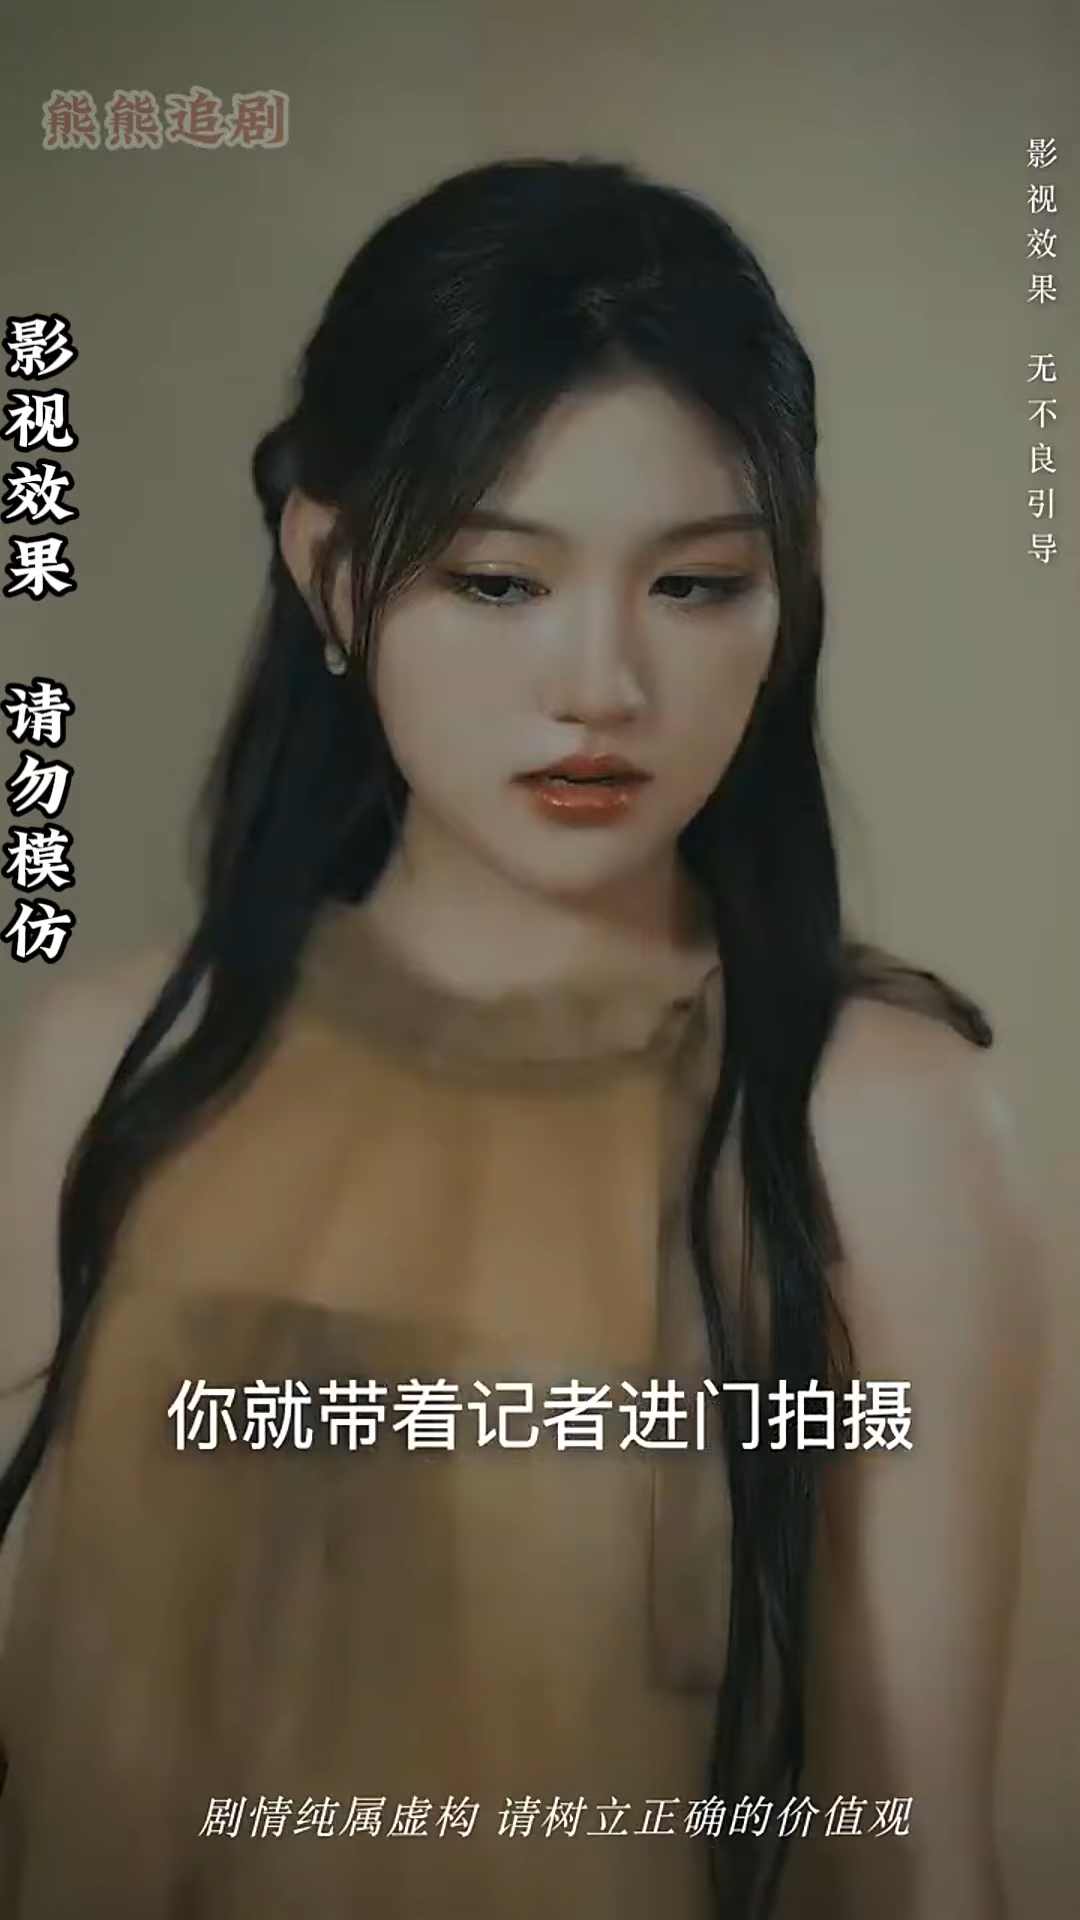 熊熊追剧
影视效果 无不良引导
影视效果 请勿模仿
你就带着记者进门拍摄
剧情纯属虚构 请树立正确的价值观